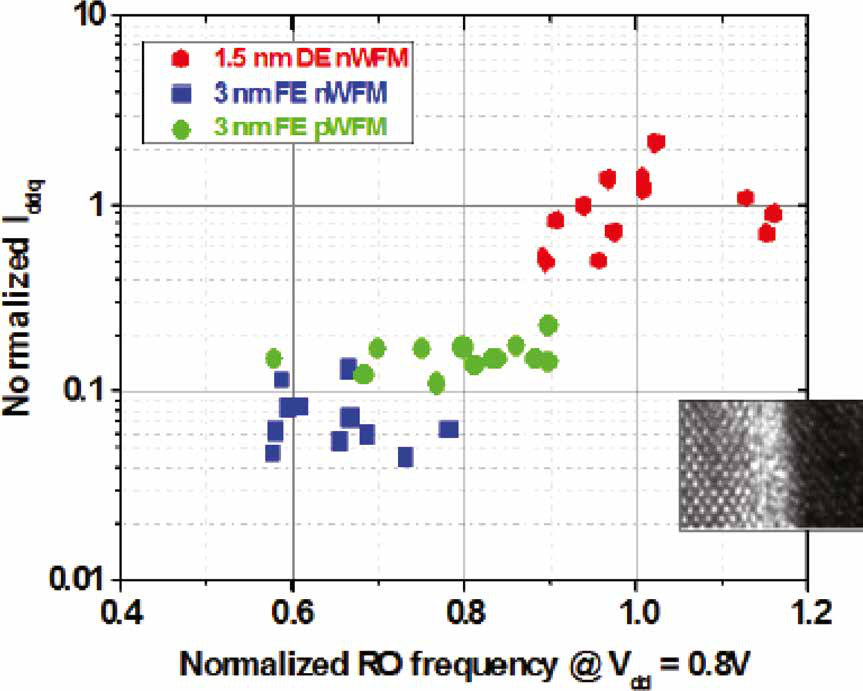 10
1.5 nm DE nWFM
3 nm FE nWFM
3 nm FE pWFM
1
0.1
0.01
Normalized Iddq
0.4 0.6 0.8 1.0 1.2
Normalized RO frequency @ Vdd = 0.8V